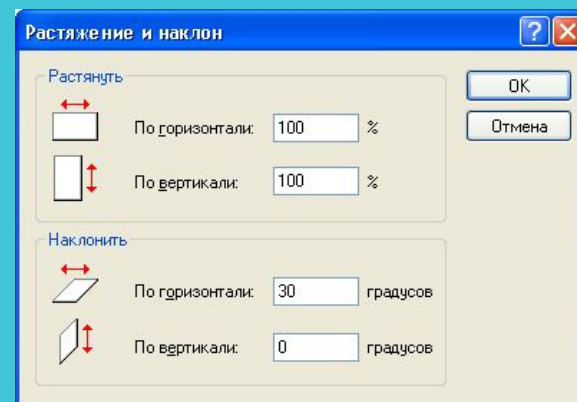 Растяжение и наклон
Растянуть
По горизонтали: 100 %
По вертикали: 100 %
OK
Отмена
Наклонить
По горизонтали: 30 градусов
По вертикали: 0 градусов